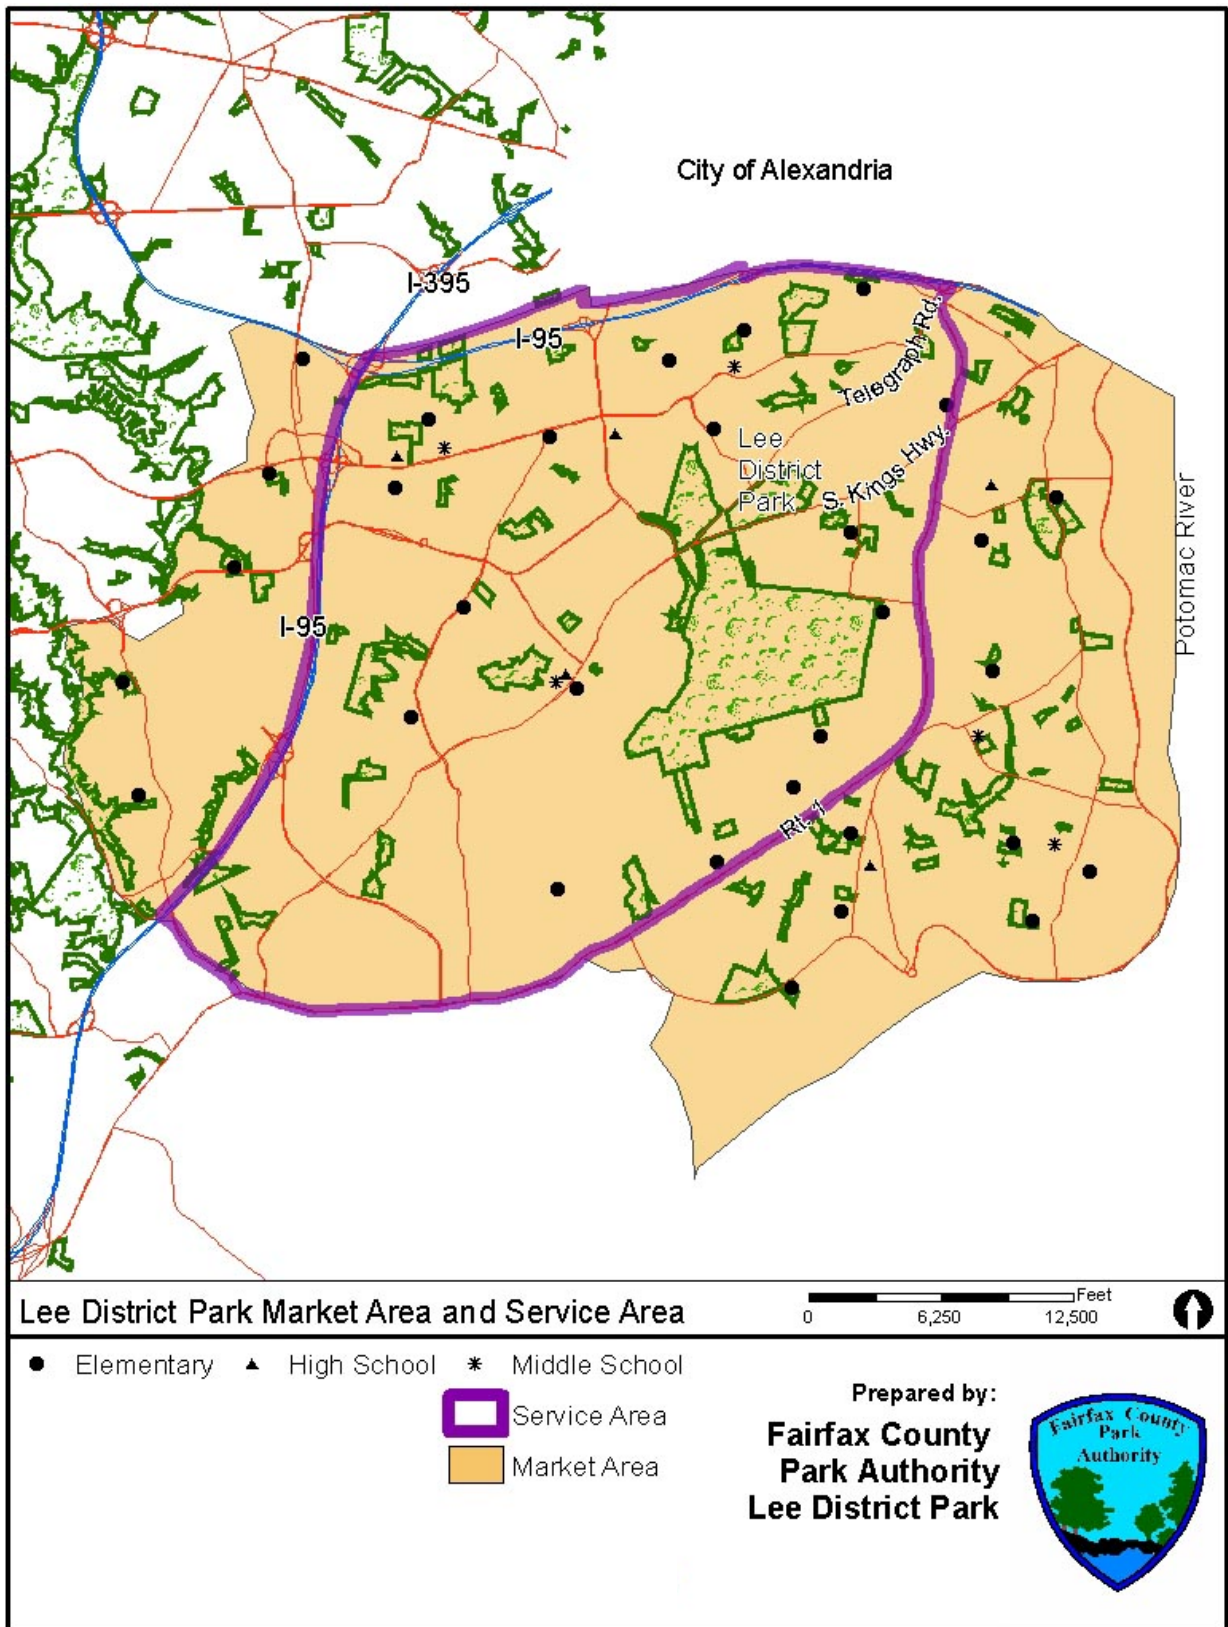 City of Alexandria
I-395
I-95
Telegraph Rd.
Lee
District
Park
S. Kings Hwy.
Potomac River
I-95
Rt. 1
Lee District Park Market Area and Service Area
Feet
0 6,250 12,500
Elementary High School Middle School
Service Area
Market Area
Prepared by:
Fairfax County
Park Authority
Lee District Park
Fairfax County
Park
Authority